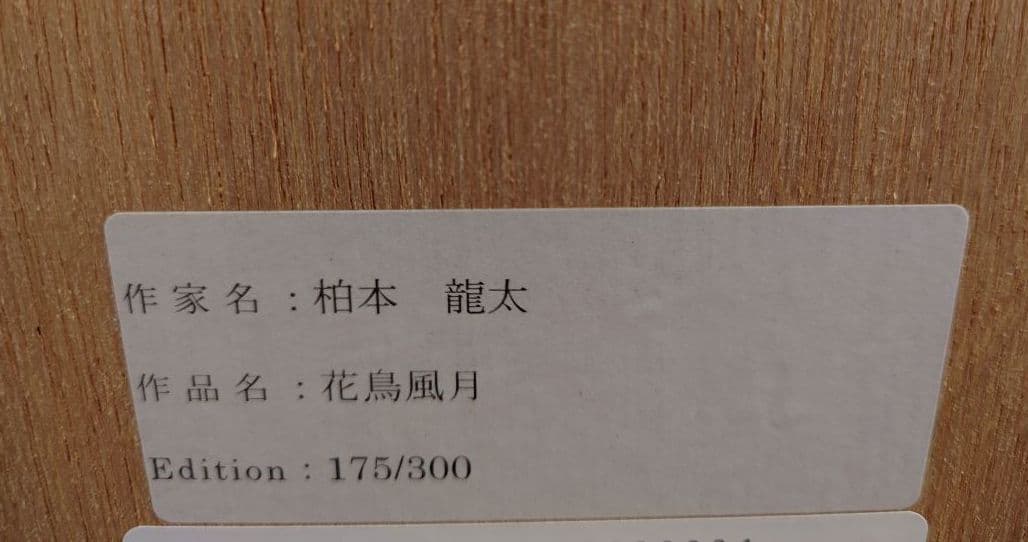 作家名：柏本　龍太
作品名：花鳥風月
Edition : 175/300